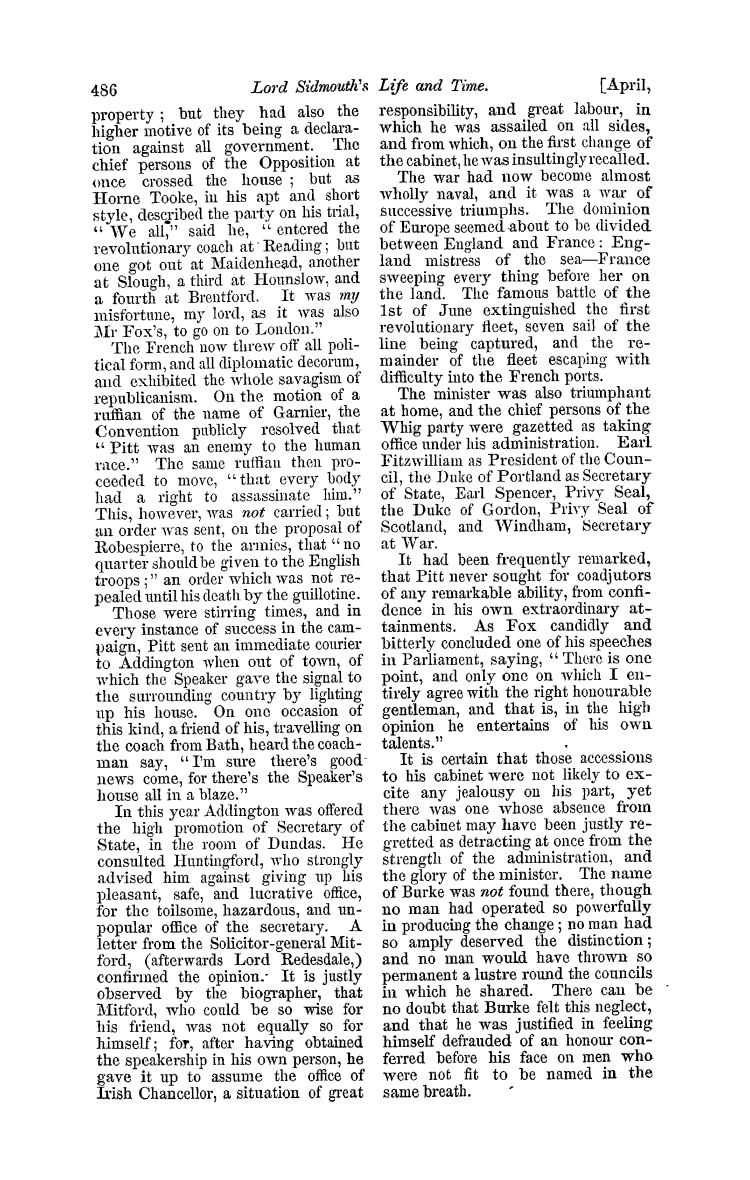 486 Lord Sidmouth's Life and Time. [April,
property; but they had also the
higher motive of its being a declara-
tion against all government. The
chief persons of the Opposition at
once crossed the house; but as
Horne Tooke, in his apt and short
style, described the party on his trial,
"We all," said he, "entered the
revolutionary coach at Reading; but
one got out at Maidenhead, another
at Slough, a third at Hounslow, and
a fourth at Brentford. It was my
misfortune, my lord, as it was also
Mr Fox's, to go on to London."
The French now threw off all poli-
tical form, and all diplomatic decorum,
and exhibited the whole savagism of
republicanism. On the motion of a
ruffian of the name of Garnier, the
Convention publicly resolved that
"Pitt was an enemy to the human
race." The same ruffian then pro-
ceeded to move, "that every body
had a right to assassinate him."
This, however, was not carried; but
an order was sent, on the proposal of
Robespierre, to the armies, that "no
quarter should be given to the English
troops;" an order which was not re-
pealed until his death by the guillotine.
Those were stirring times, and in
every instance of success in the cam-
paign, Pitt sent an immediate courier
to Addington when out of town, of
which the Speaker gave the signal to
the surrounding country by lighting
up his house. On one occasion of
this kind, a friend of his, travelling on
the coach from Bath, heard the coach-
man say, "I'm sure there's good
news come, for there's the Speaker's
house all in a blaze."
In this year Addington was offered
the high promotion of Secretary of
State, in the room of Dundas. He
consulted Huntingford, who strongly
advised him against giving up his
pleasant, safe, and lucrative office,
for the toilsome, hazardous, and un-
popular office of the secretary. A
letter from the Solicitor-general Mit-
ford, (afterwards Lord Redesdale,)
confirmed the opinion. It is justly
observed by the biographer, that
Mitford, who could be so wise for
his friend, was not equally so for
himself; for, after having obtained
the speakership in his own person, he
gave it up to assume the office of
Irish Chancellor, a situation of great
responsibility, and great labour, in
which he was assailed on all sides,
and from which, on the first change of
the cabinet, he was insultingly recalled.
The war had now become almost
wholly naval, and it was a war of
successive triumphs. The dominion
of Europe seemed about to be divided
between England and France: Eng-
land mistress of the sea—France
sweeping every thing before her on
the land. The famous battle of the
1st of June extinguished the first
revolutionary fleet, seven sail of the
line being captured, and the re-
mainder of the fleet escaping with
difficulty into the French ports.
The minister was also triumphant
at home, and the chief persons of the
Whig party were gazetted as taking
office under his administration. Earl
Fitzwilliam as President of the Coun-
cil, the Duke of Portland as Secretary
of State, Earl Spencer, Privy Seal,
the Duke of Gordon, Privy Seal of
Scotland, and Windham, Secretary
at War.
It had been frequently remarked,
that Pitt never sought for coadjutors
of any remarkable ability, from confi-
dence in his own extraordinary at-
tainments. As Fox candidly and
bitterly concluded one of his speeches
in Parliament, saying, "There is one
point, and only one on which I en-
tirely agree with the right honourable
gentleman, and that is, in the high
opinion he entertains of his own
talents."
It is certain that those accessions
to his cabinet were not likely to ex-
cite any jealousy on his part, yet
there was one whose absence from
the cabinet may have been justly re-
gretted as detracting at once from the
strength of the administration, and
the glory of the minister. The name
of Burke was not found there, though
no man had operated so powerfully
in producing the change; no man had
so amply deserved the distinction;
and no man would have thrown so
permanent a lustre round the councils
in which he shared. There can be
no doubt that Burke felt this neglect,
and that he was justified in feeling
himself defrauded of an honour con-
ferred before his face on men who
were not fit to be named in the
same breath.